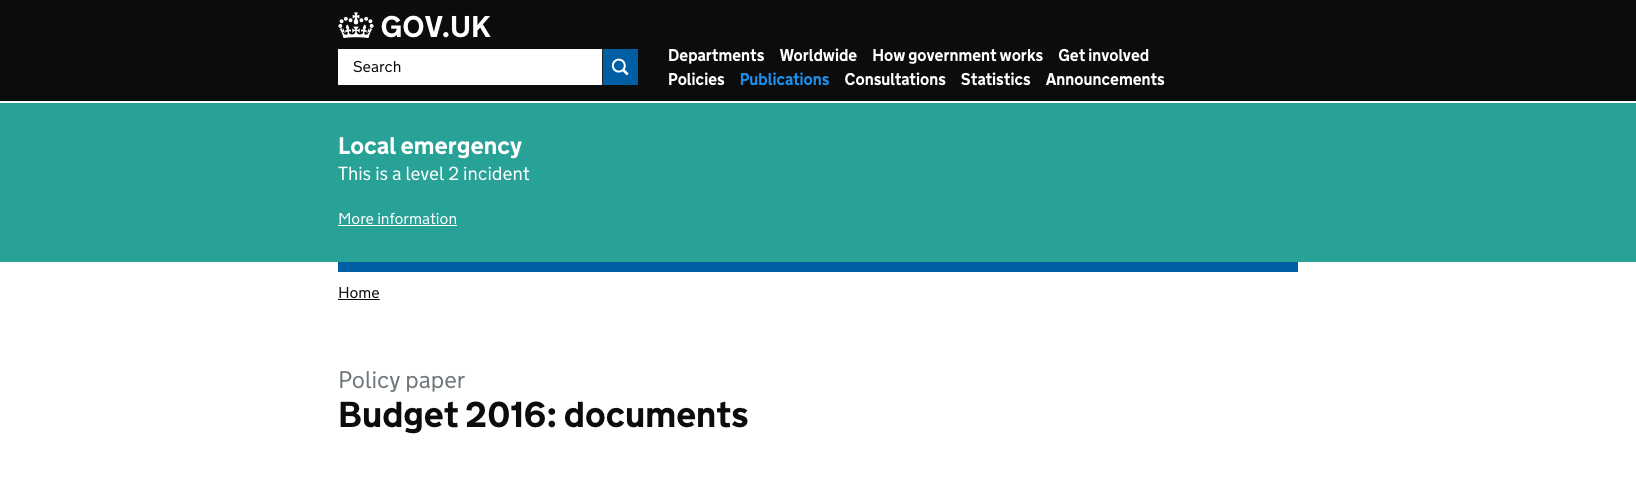 GOV.UK
Search
Departments Worldwide How government works Get involved
Policies Publications Consultations Statistics Announcements
Local emergency
This is a level 2 incident
More information
Home
Policy paper
Budget 2016: documents